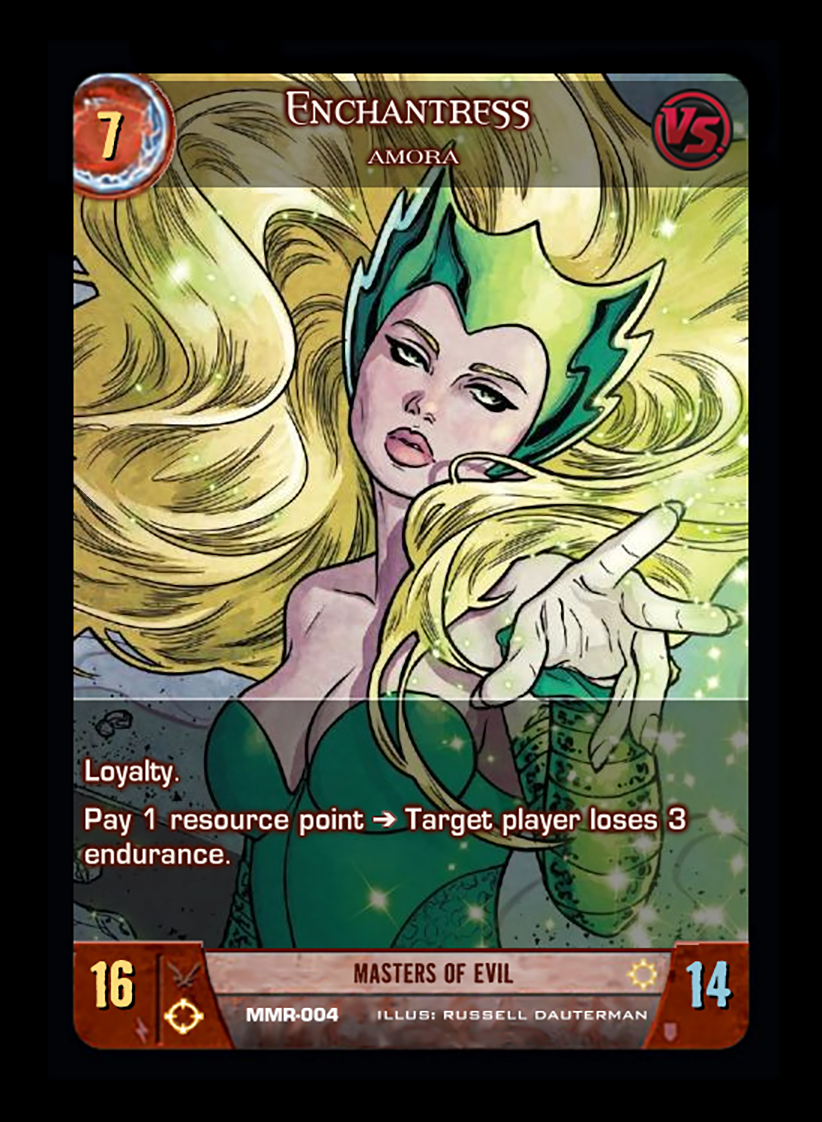 7
ENCHANTRESS
AMORA
VS.
Loyalty.
Pay 1 resource point ➔ Target player loses 3
endurance.
16
MASTERS OF EVIL
14
MMR-004 ILLUS: RUSSELL DAUTERMAN